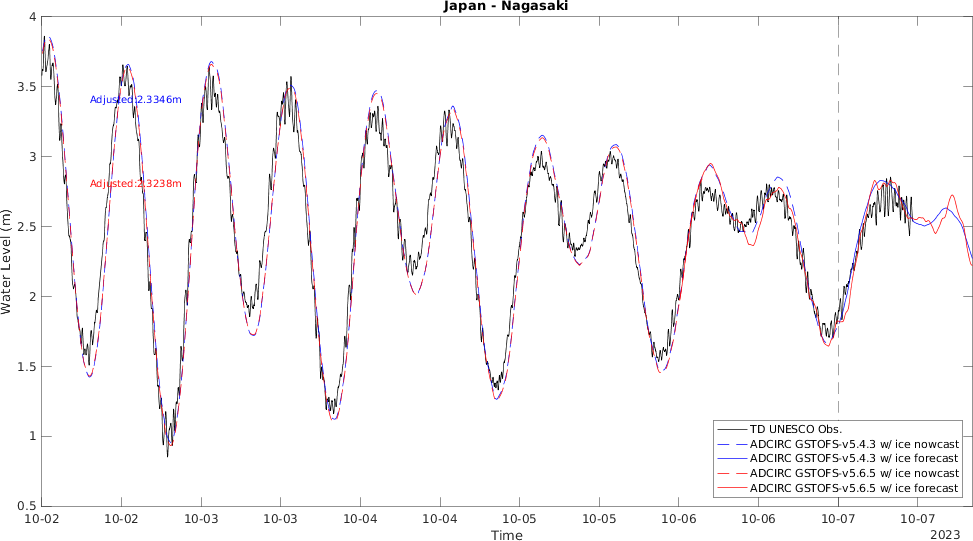 Japan - Nagasaki
4
3.5
3
2.5
2
1.5
1
0.5
Water Level (m)
Adjusted:2.3346m
Adjusted:2.3238m
TD UNESCO Obs.
ADCIRC GSTOFS-v5.4.3 w/ ice nowcast
ADCIRC GSTOFS-v5.4.3 w/ ice forecast
ADCIRC GSTOFS-v5.6.5 w/ ice nowcast
ADCIRC GSTOFS-v5.6.5 w/ ice forecast
10-02 10-02 10-03 10-03 10-04 10-04 10-05 10-05 10-06 10-06 10-07 10-07
Time
2023